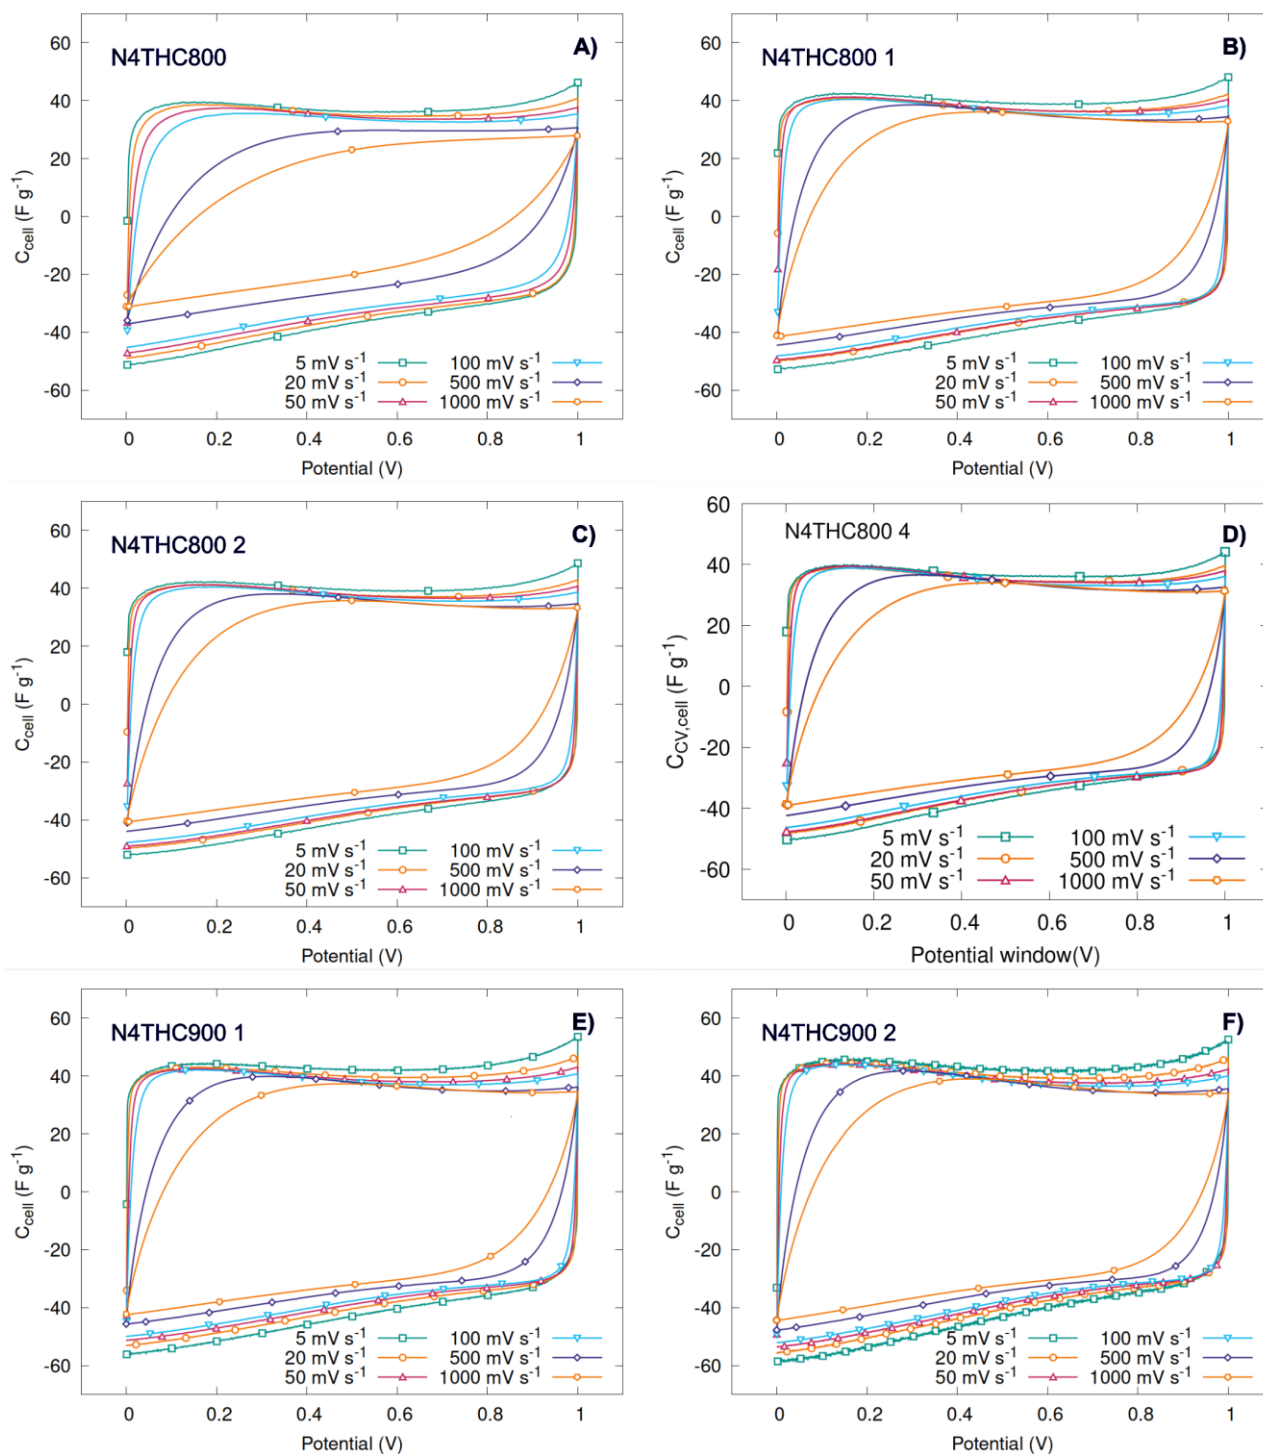 N4THC800
A)
60
40
20
0
-20
-40
-60
C_cell (F g⁻¹)
5 mV s⁻¹ 100 mV s⁻¹
20 mV s⁻¹ 500 mV s⁻¹
50 mV s⁻¹ 1000 mV s⁻¹
0 0.2 0.4 0.6 0.8 1
Potential (V)
N4THC800 1
B)
60
40
20
0
-20
-40
-60
C_cell (F g⁻¹)
5 mV s⁻¹ 100 mV s⁻¹
20 mV s⁻¹ 500 mV s⁻¹
50 mV s⁻¹ 1000 mV s⁻¹
0 0.2 0.4 0.6 0.8 1
Potential (V)
N4THC800 2
C)
60
40
20
0
-20
-40
-60
C_cell (F g⁻¹)
5 mV s⁻¹ 100 mV s⁻¹
20 mV s⁻¹ 500 mV s⁻¹
50 mV s⁻¹ 1000 mV s⁻¹
0 0.2 0.4 0.6 0.8 1
Potential (V)
N4THC800 4
D)
60
40
20
0
-20
-40
-60
C_CV,cell (F g⁻¹)
5 mV s⁻¹ 100 mV s⁻¹
20 mV s⁻¹ 500 mV s⁻¹
50 mV s⁻¹ 1000 mV s⁻¹
0 0.2 0.4 0.6 0.8 1
Potential window(V)
N4THC900 1
E)
60
40
20
0
-20
-40
-60
C_cell (F g⁻¹)
5 mV s⁻¹ 100 mV s⁻¹
20 mV s⁻¹ 500 mV s⁻¹
50 mV s⁻¹ 1000 mV s⁻¹
0 0.2 0.4 0.6 0.8 1
Potential (V)
N4THC900 2
F)
60
40
20
0
-20
-40
-60
C_cell (F g⁻¹)
5 mV s⁻¹ 100 mV s⁻¹
20 mV s⁻¹ 500 mV s⁻¹
50 mV s⁻¹ 1000 mV s⁻¹
0 0.2 0.4 0.6 0.8 1
Potential (V)